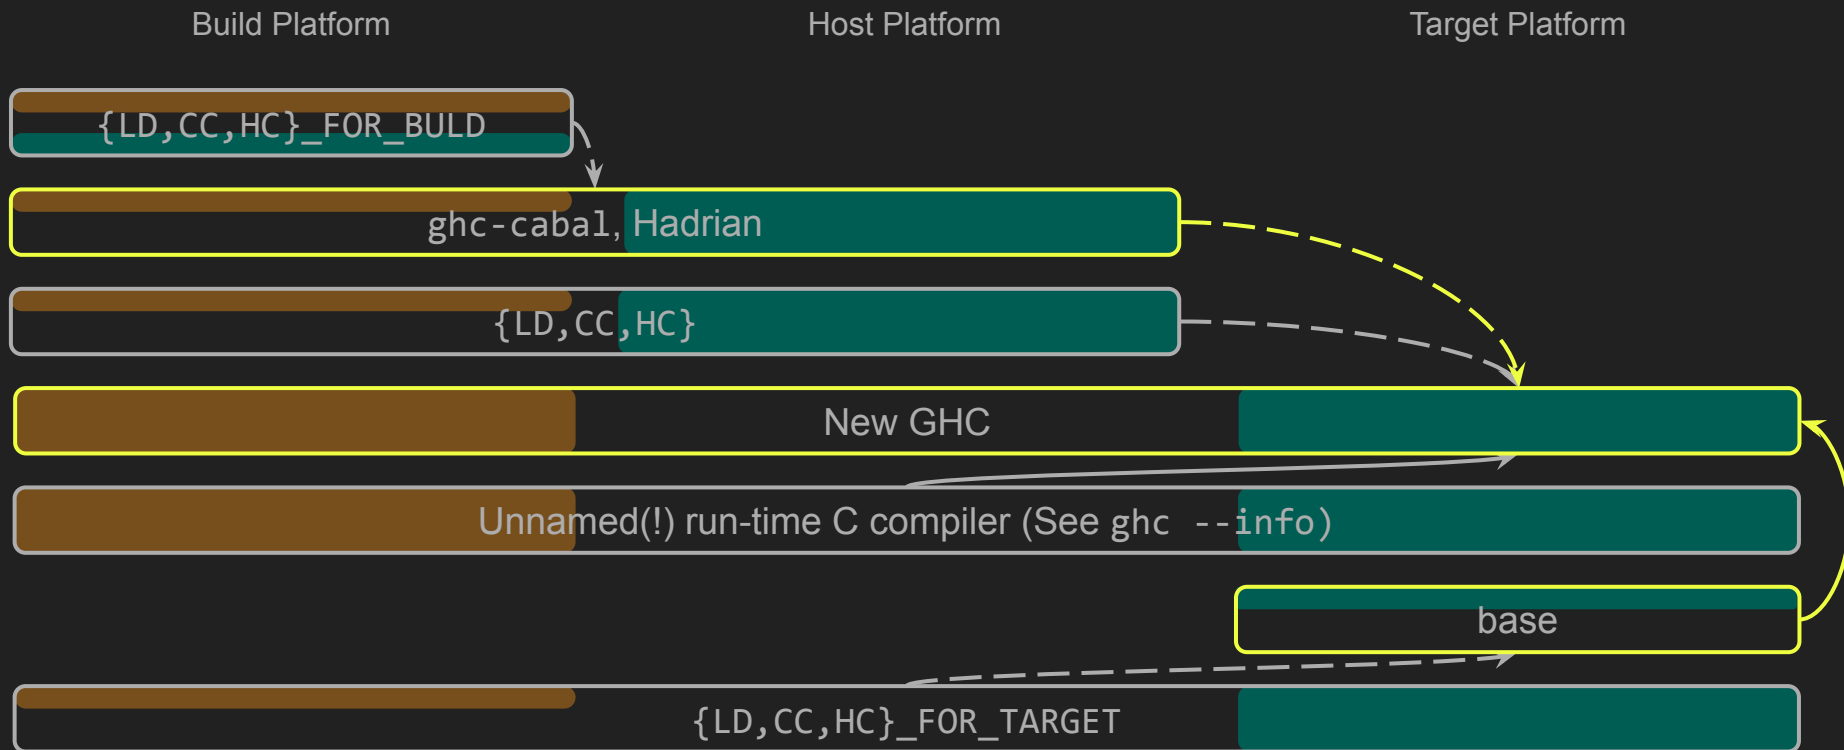 Build Platform
Host Platform
Target Platform
{LD,CC,HC}_FOR_BULD
ghc-cabal, Hadrian
{LD,CC,HC}
New GHC
Unnamed(!) run-time C compiler (See ghc --info)
base
{LD,CC,HC}_FOR_TARGET